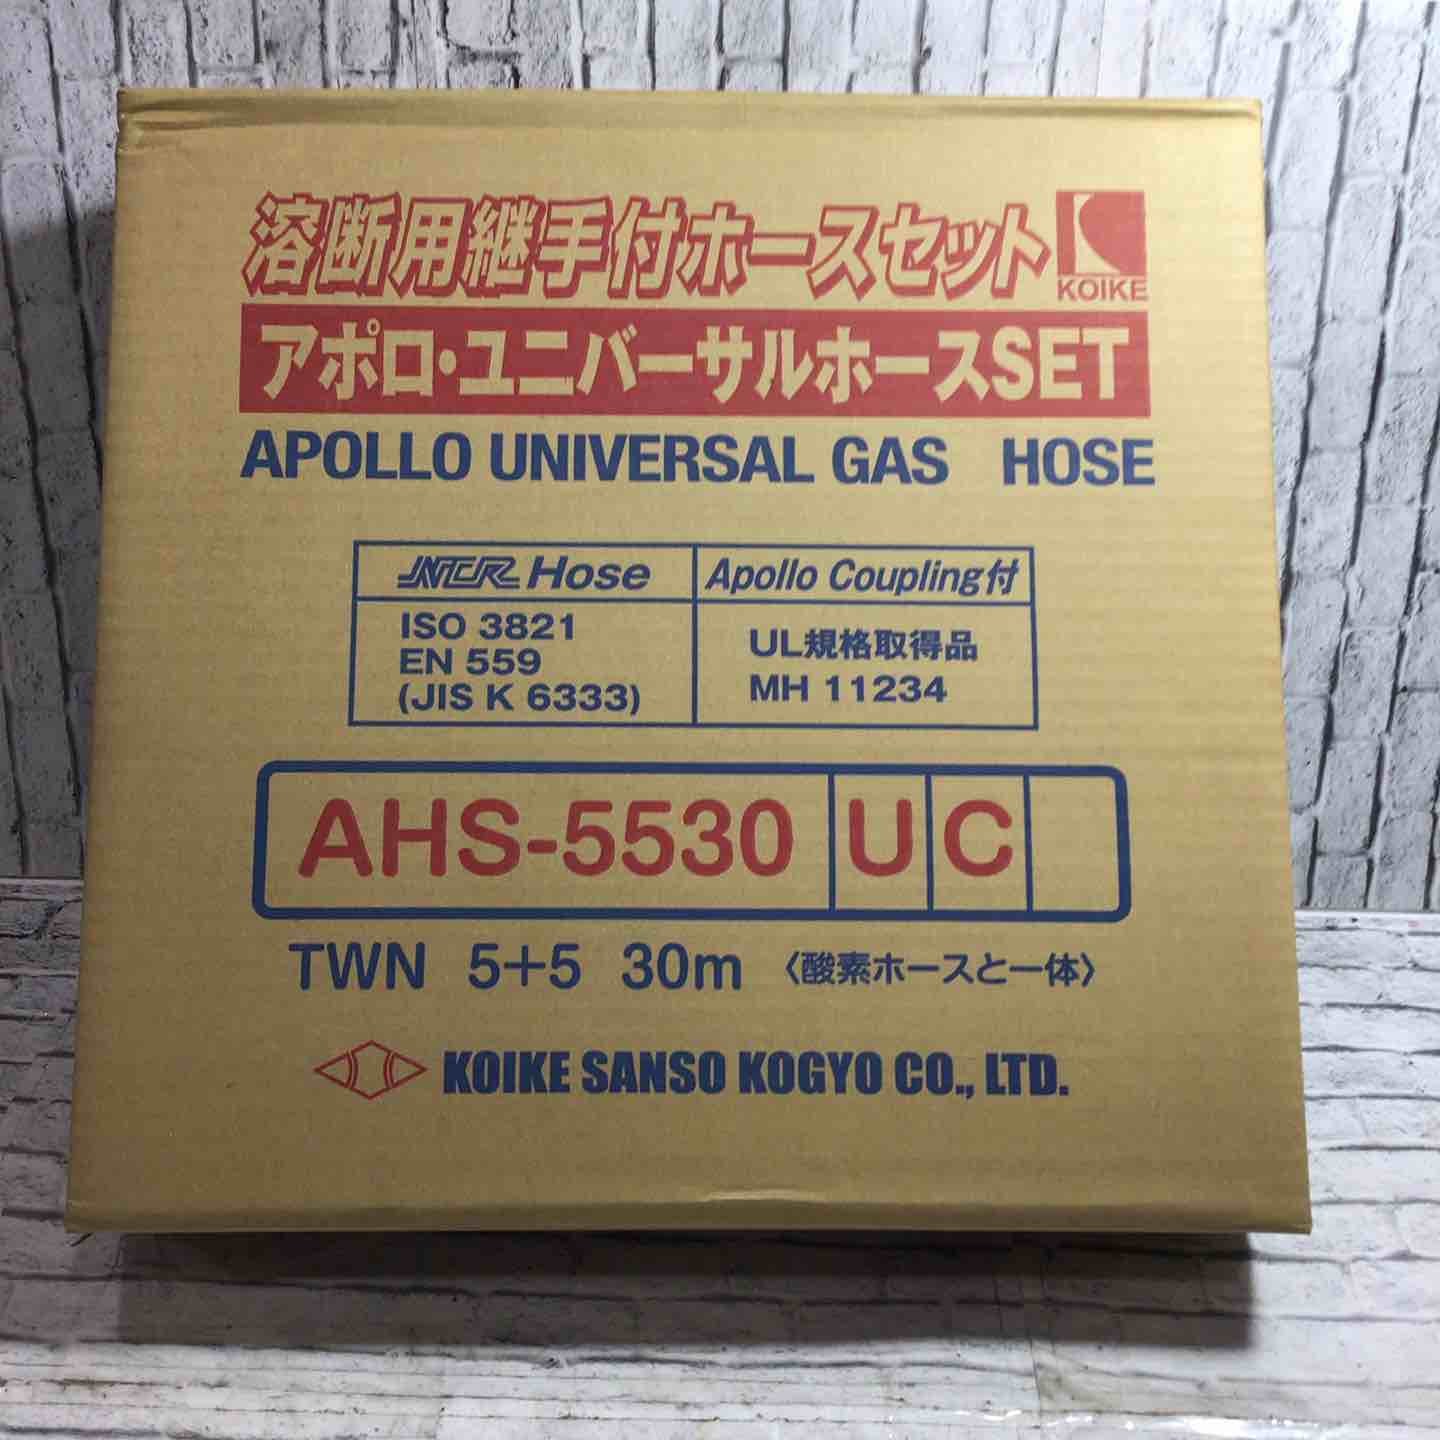 溶断用継手付ホースセット
KOIKE
アポロ・ユニバーサルホースSET
APOLLO UNIVERSAL GAS HOSE
NCR Hose
Apollo Coupling付
ISO 3821
EN 559
(JIS K 6333)
UL規格取得品
MH 11234
AHS-5530 U C
TWN 5+5 30m 〈酸素ホースと一体〉
KOIKE SANSO KOGYO CO., LTD.